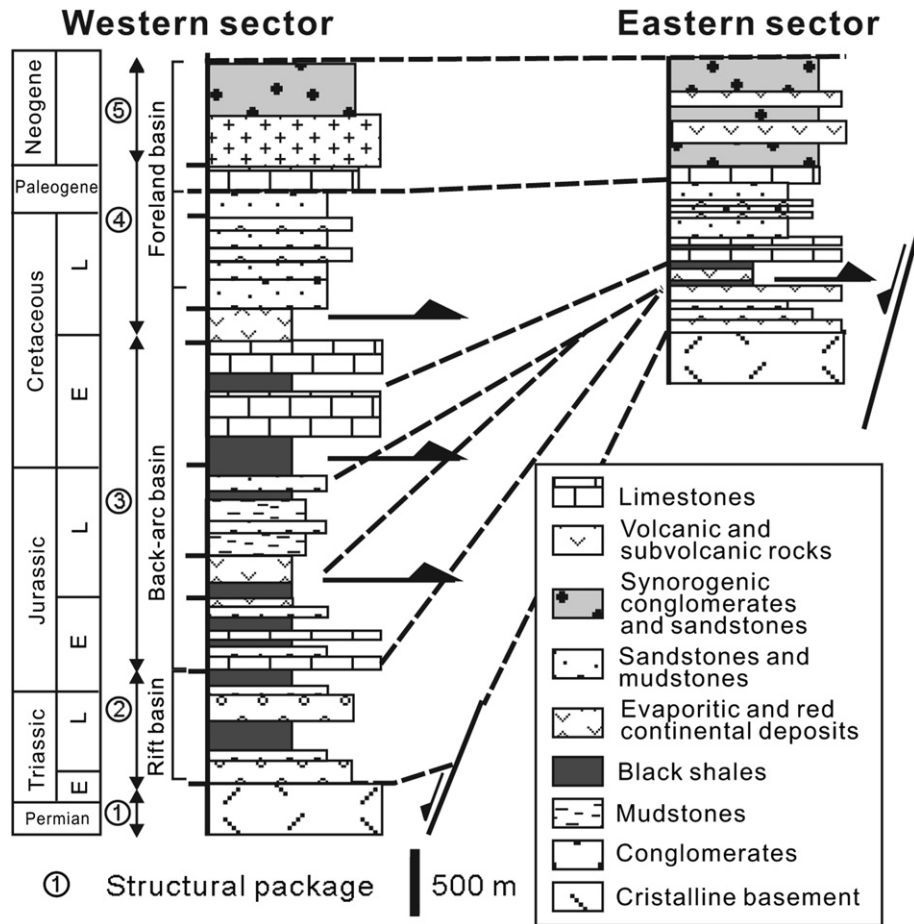 Western sector
Eastern sector
Neogene
Paleogene
Cretaceous
L
E
Jurassic
L
E
Triassic
L
E
Permian
⑤
④
③
②
①
Foreland basin
Back-arc basin
Rift basin
Limestones
Volcanic and
subvolcanic rocks
Synorogenic
conglomerates
and sandstones
Sandstones and
mudstones
Evaporitic and red
continental deposits
Black shales
Mudstones
Conglomerates
Cristalline basement
① Structural package
500 m